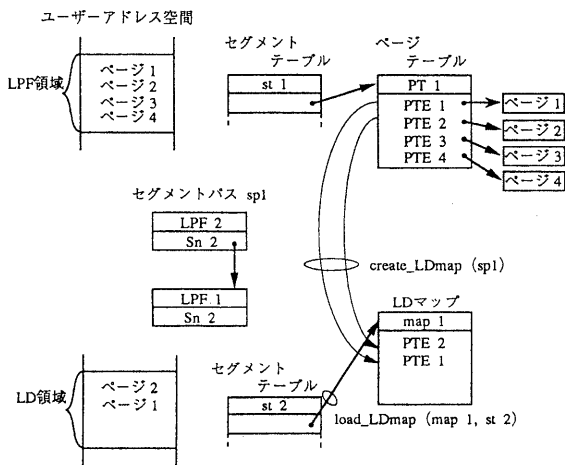 ユーザーアドレス空間
LPF領域
ページ 1
ページ 2
ページ 3
ページ 4
セグメント
テーブル
st 1
ページ
テーブル
PT 1
PTE 1
PTE 2
PTE 3
PTE 4
ページ 1
ページ 2
ページ 3
ページ 4
セグメントパス sp1
LPF 2
Sn 2
LPF 1
Sn 2
create_LDmap (sp1)
LDマップ
map 1
PTE 2
PTE 1
LD領域
ページ 2
ページ 1
セグメント
テーブル
st 2
load_LDmap (map 1, st 2)